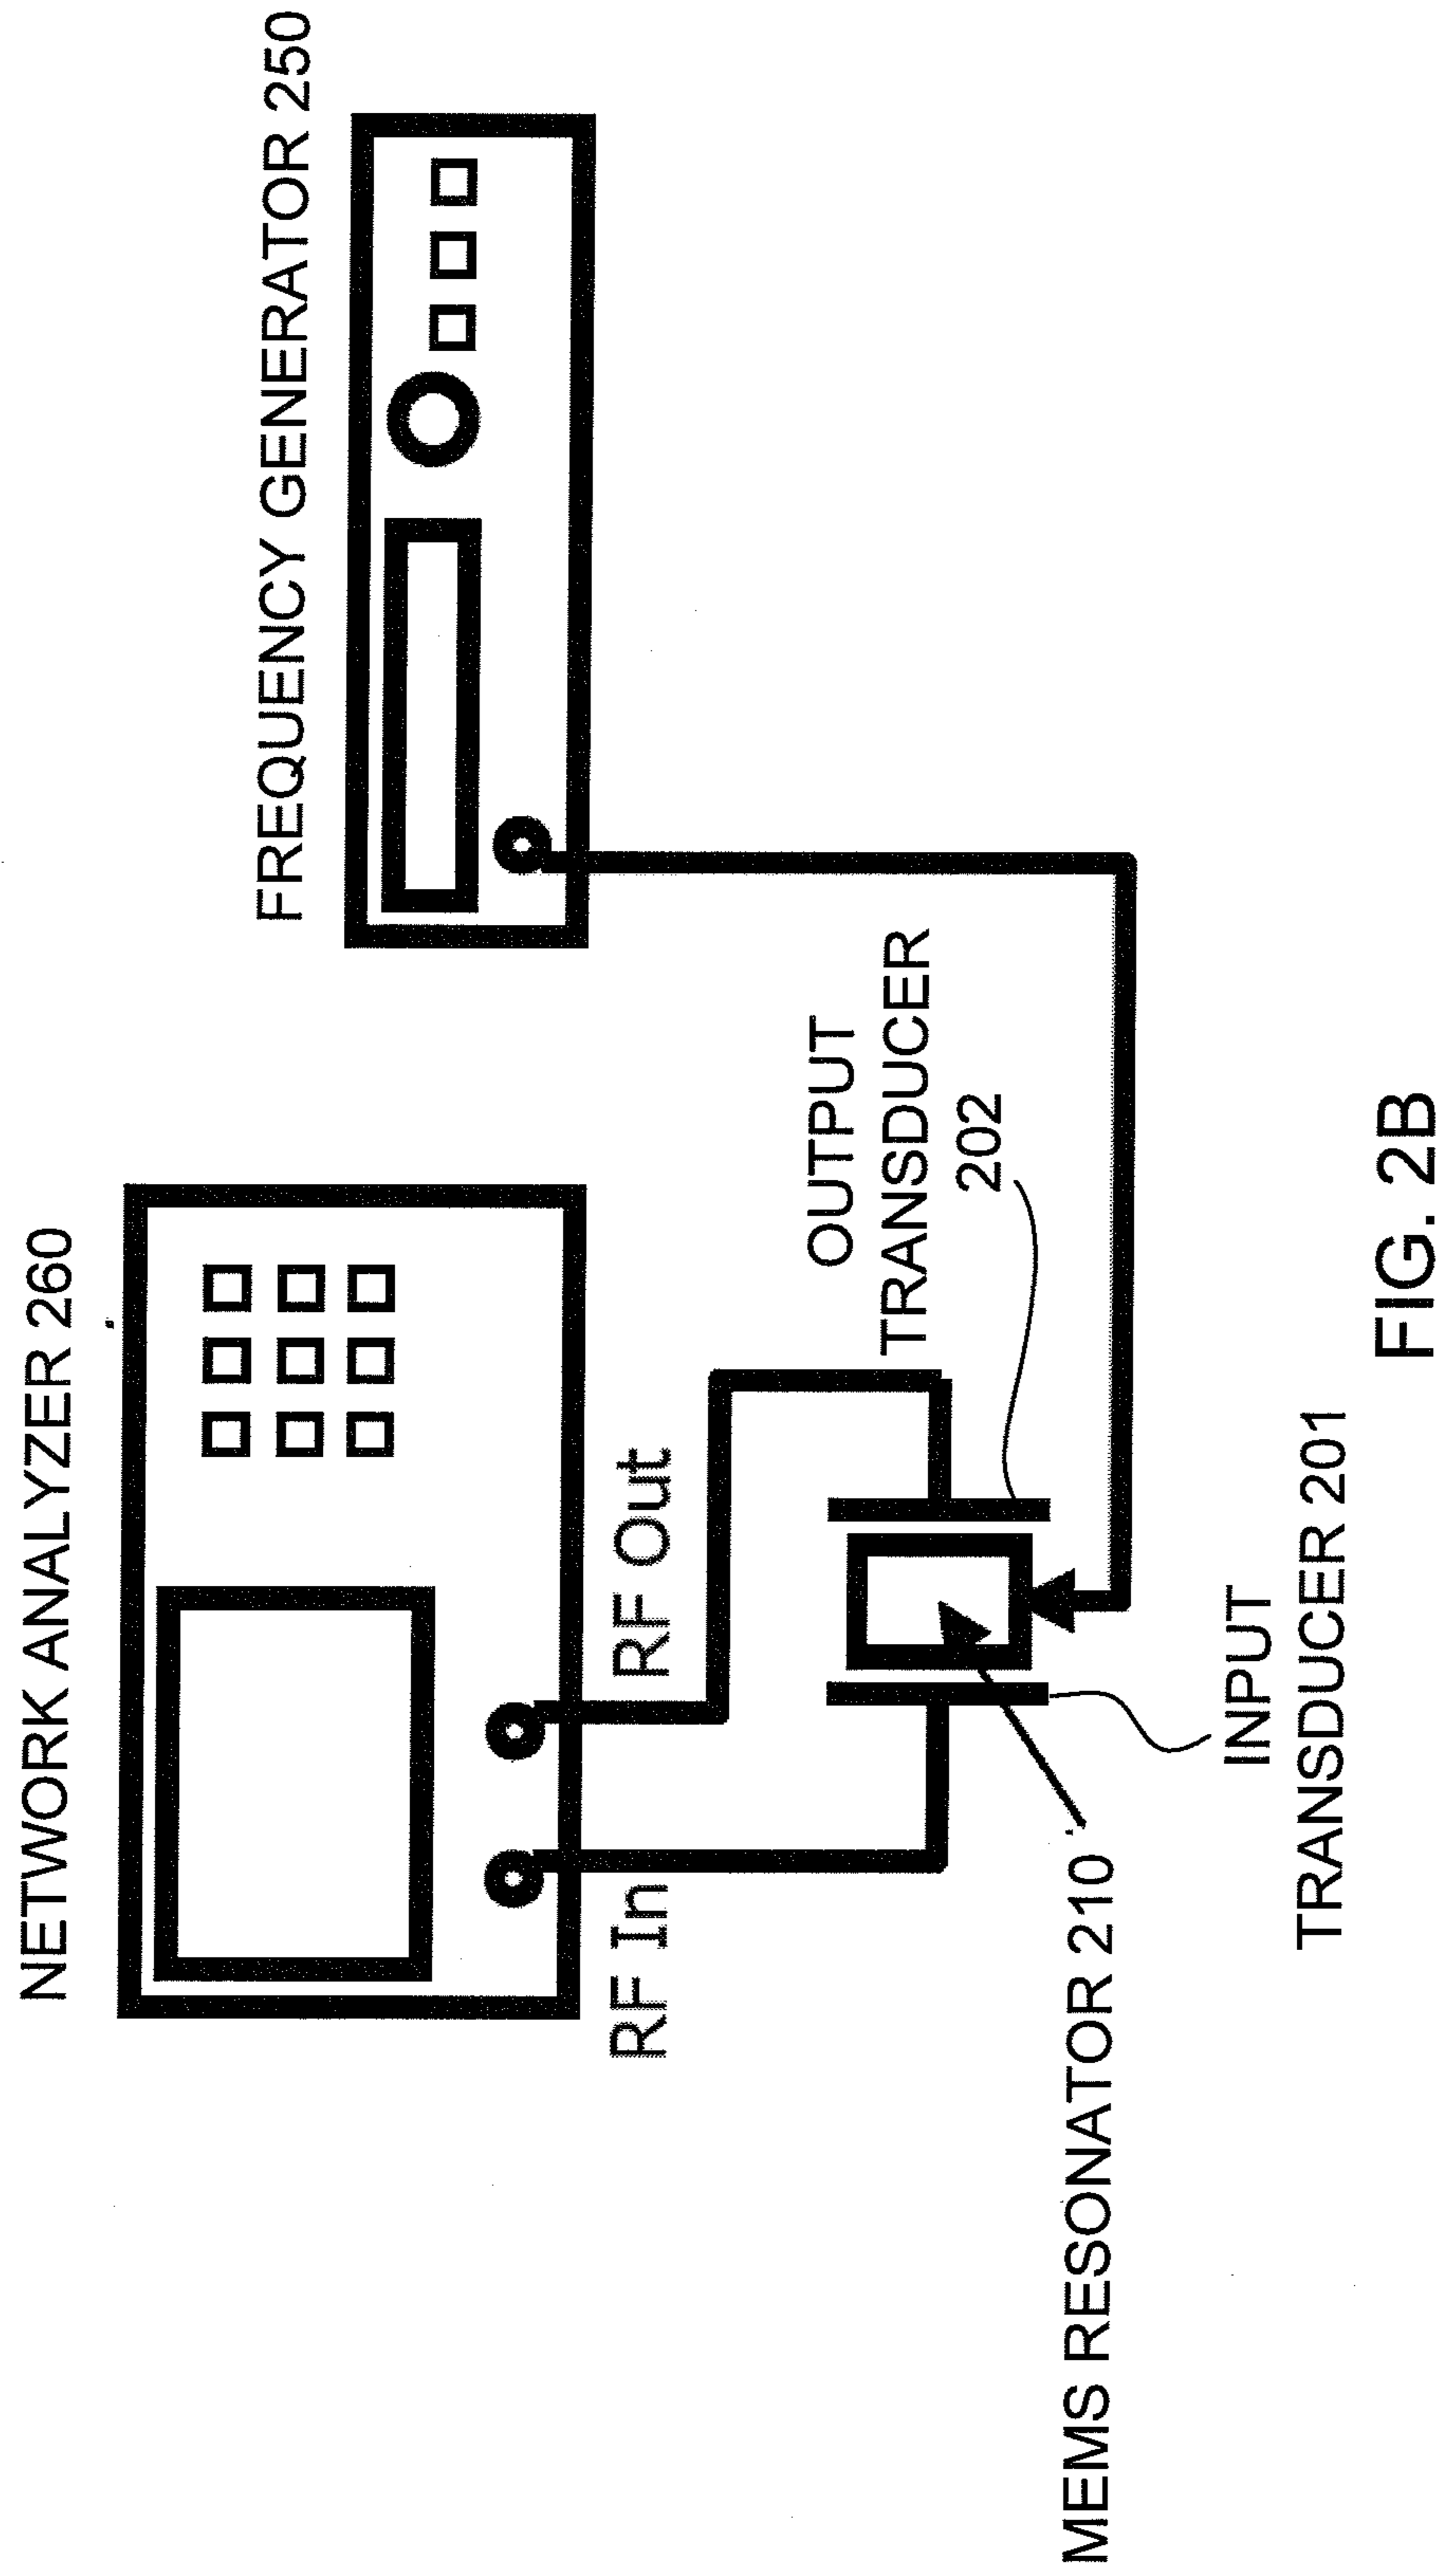 NETWORK ANALYZER 260
FREQUENCY GENERATOR 250
RF In
RF Out
OUTPUT
TRANSDUCER
202
MEMS RESONATOR 210
INPUT
TRANSDUCER 201
FIG. 2B